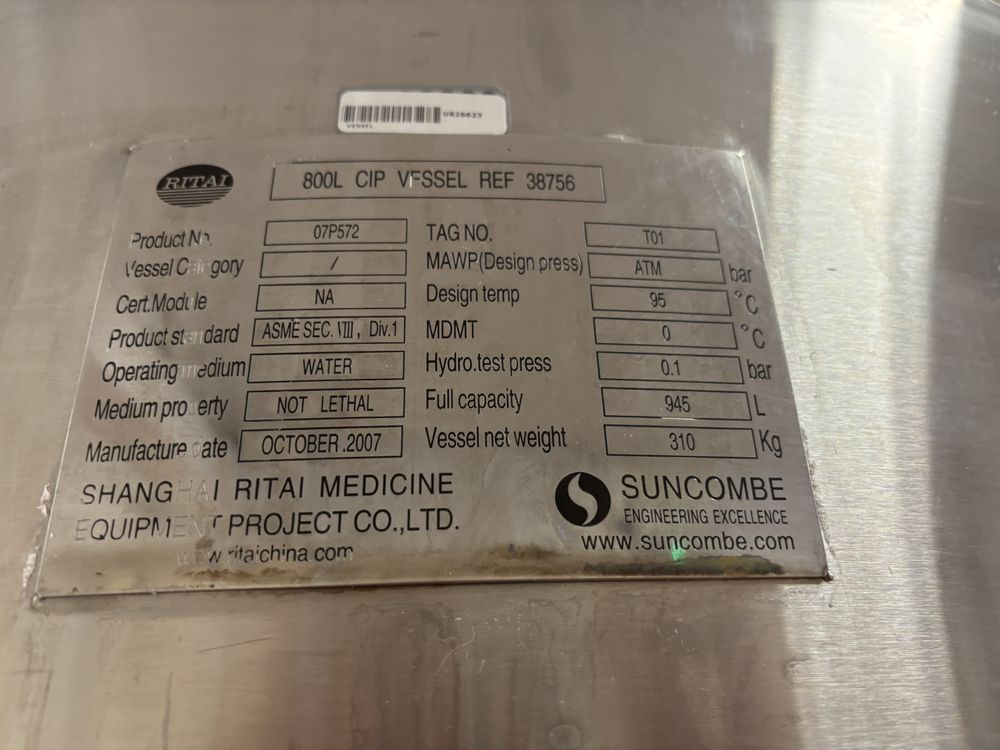 U826623
VESSEL
RITAI
800L CIP VESSEL REF 38756
Product No. 07P572 TAG NO. T01
Vessel Category / MAWP(Design press) ATM bar
Cert.Module NA Design temp 95 °C
Product standard ASME SEC. VIII, Div.1 MDMT 0 °C
Operating medium WATER Hydro.test press 0.1 bar
Medium property NOT LETHAL Full capacity 945 L
Manufacture date OCTOBER.2007 Vessel net weight 310 Kg
SHANGHAI RITAI MEDICINE
EQUIPMENT PROJECT CO.,LTD.
www.ritaichina.com
SUNCOMBE
ENGINEERING EXCELLENCE
www.suncombe.com